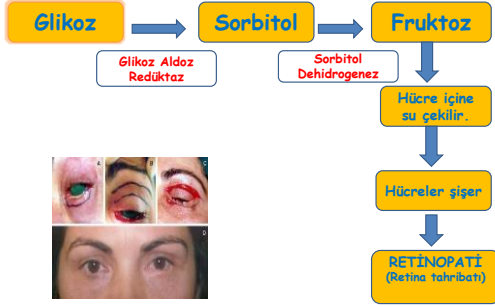 Glikoz
Sorbitol
Fruktoz
Glikoz Aldoz
Redüktaz
Sorbitol
Dehidrogenez
Hücre içine
su çekilir.
Hücreler şişer
RETİNOPATİ
(Retina tahribatı)
A
B
C
D